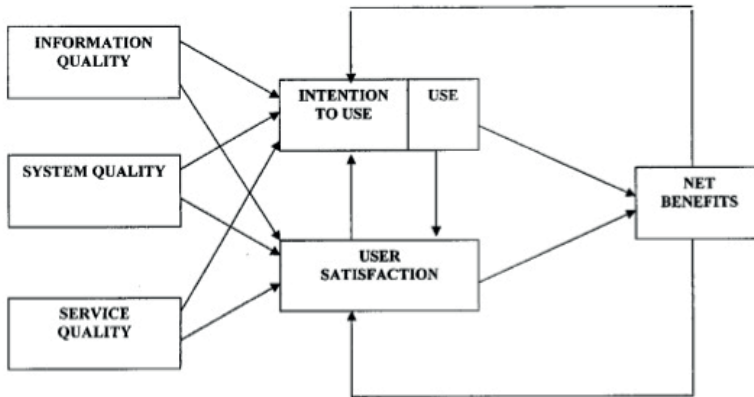 INFORMATION
QUALITY
SYSTEM QUALITY
SERVICE
QUALITY
INTENTION
TO USE
USE
USER
SATISFACTION
NET
BENEFITS